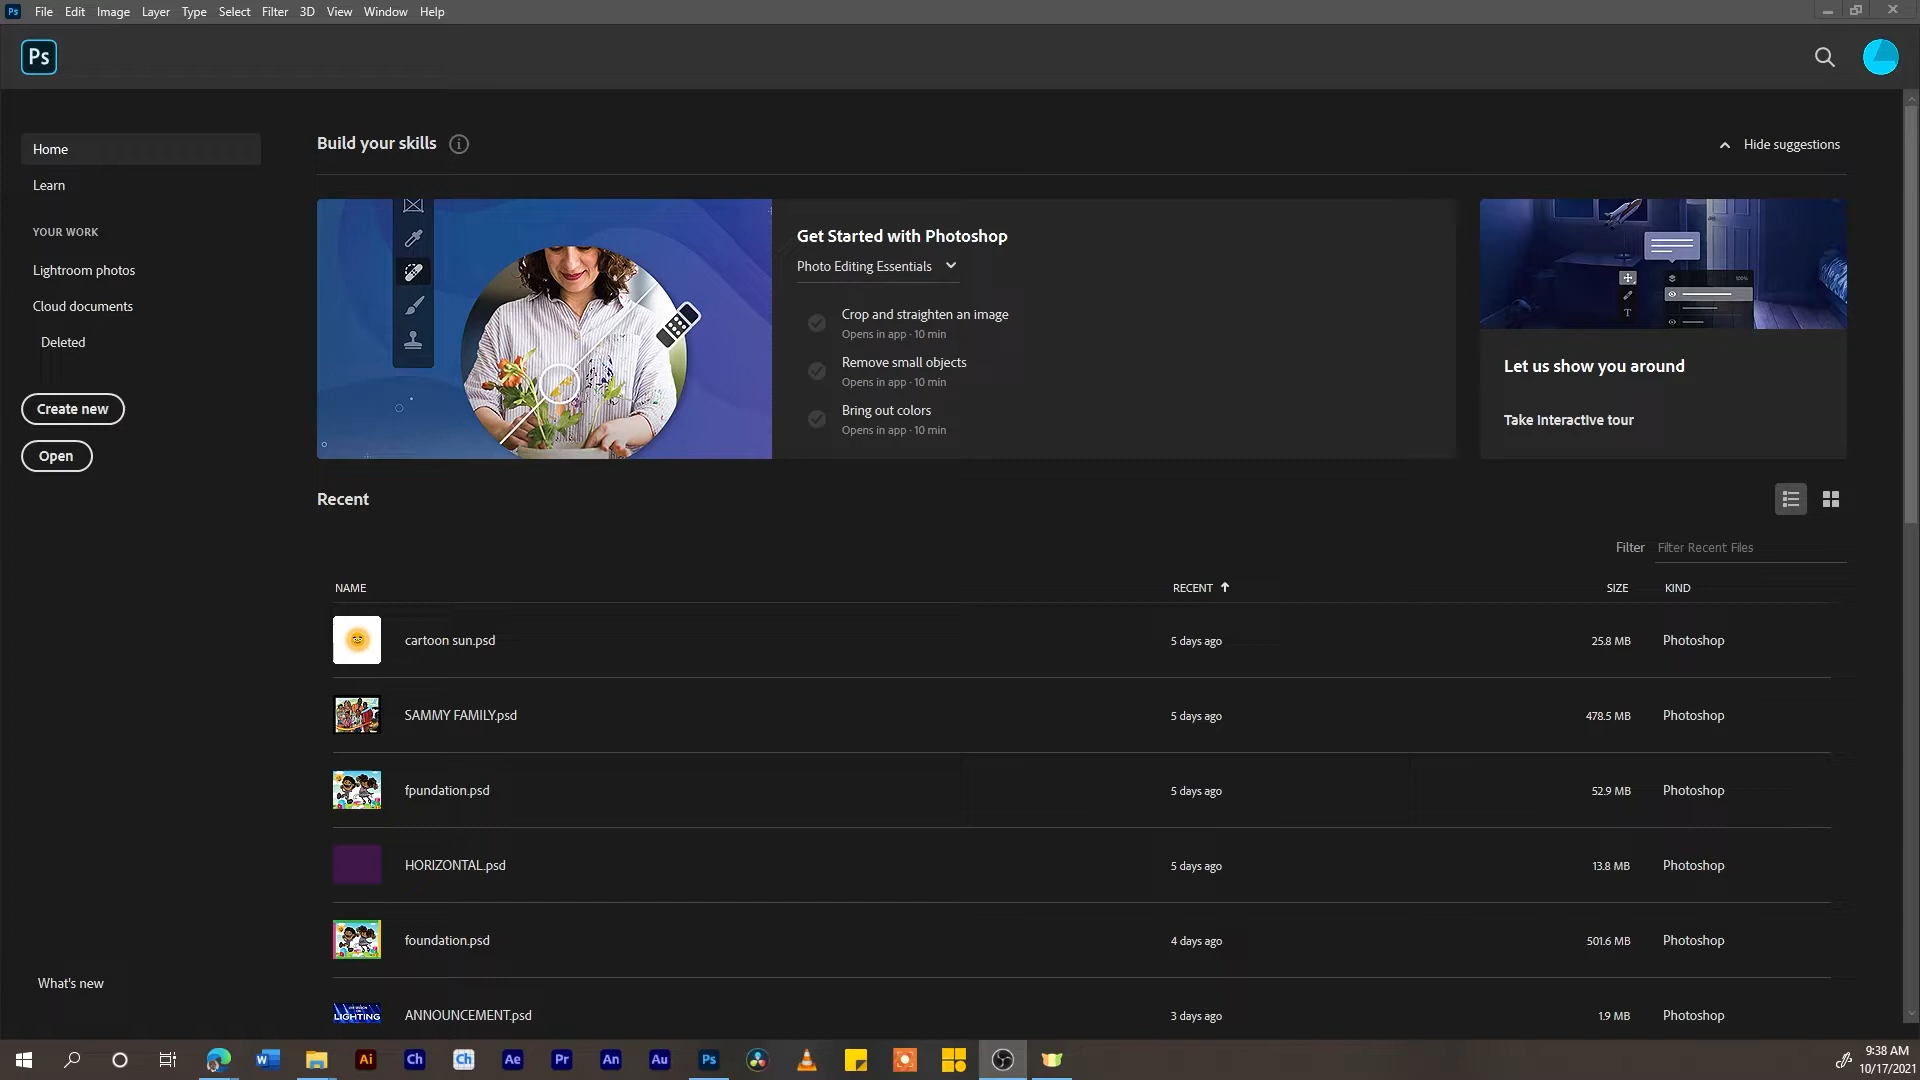 Ps File Edit Image Layer Type Select Filter 3D View Window Help
Ps
Home
Learn
YOUR WORK
Lightroom photos
Cloud documents
Deleted
Create new
Open
What's new
Build your skills
Hide suggestions
Get Started with Photoshop
Photo Editing Essentials
Crop and straighten an image
Opens in app · 10 min
Remove small objects
Opens in app · 10 min
Bring out colors
Opens in app · 10 min
100%
T
Let us show you around
Take interactive tour
Recent
Filter Filter Recent Files
NAME RECENT SIZE KIND
cartoon sun.psd 5 days ago 25.8 MB Photoshop
SAMMY FAMILY.psd 5 days ago 478.5 MB Photoshop
fpundation.psd 5 days ago 52.9 MB Photoshop
HORIZONTAL.psd 5 days ago 13.8 MB Photoshop
foundation.psd 4 days ago 501.6 MB Photoshop
LIGHTING
ANNOUNCEMENT.psd 3 days ago 1.9 MB Photoshop
W Ai Ch Ch Ae Pr An Au Ps
9:38 AM
10/17/2021